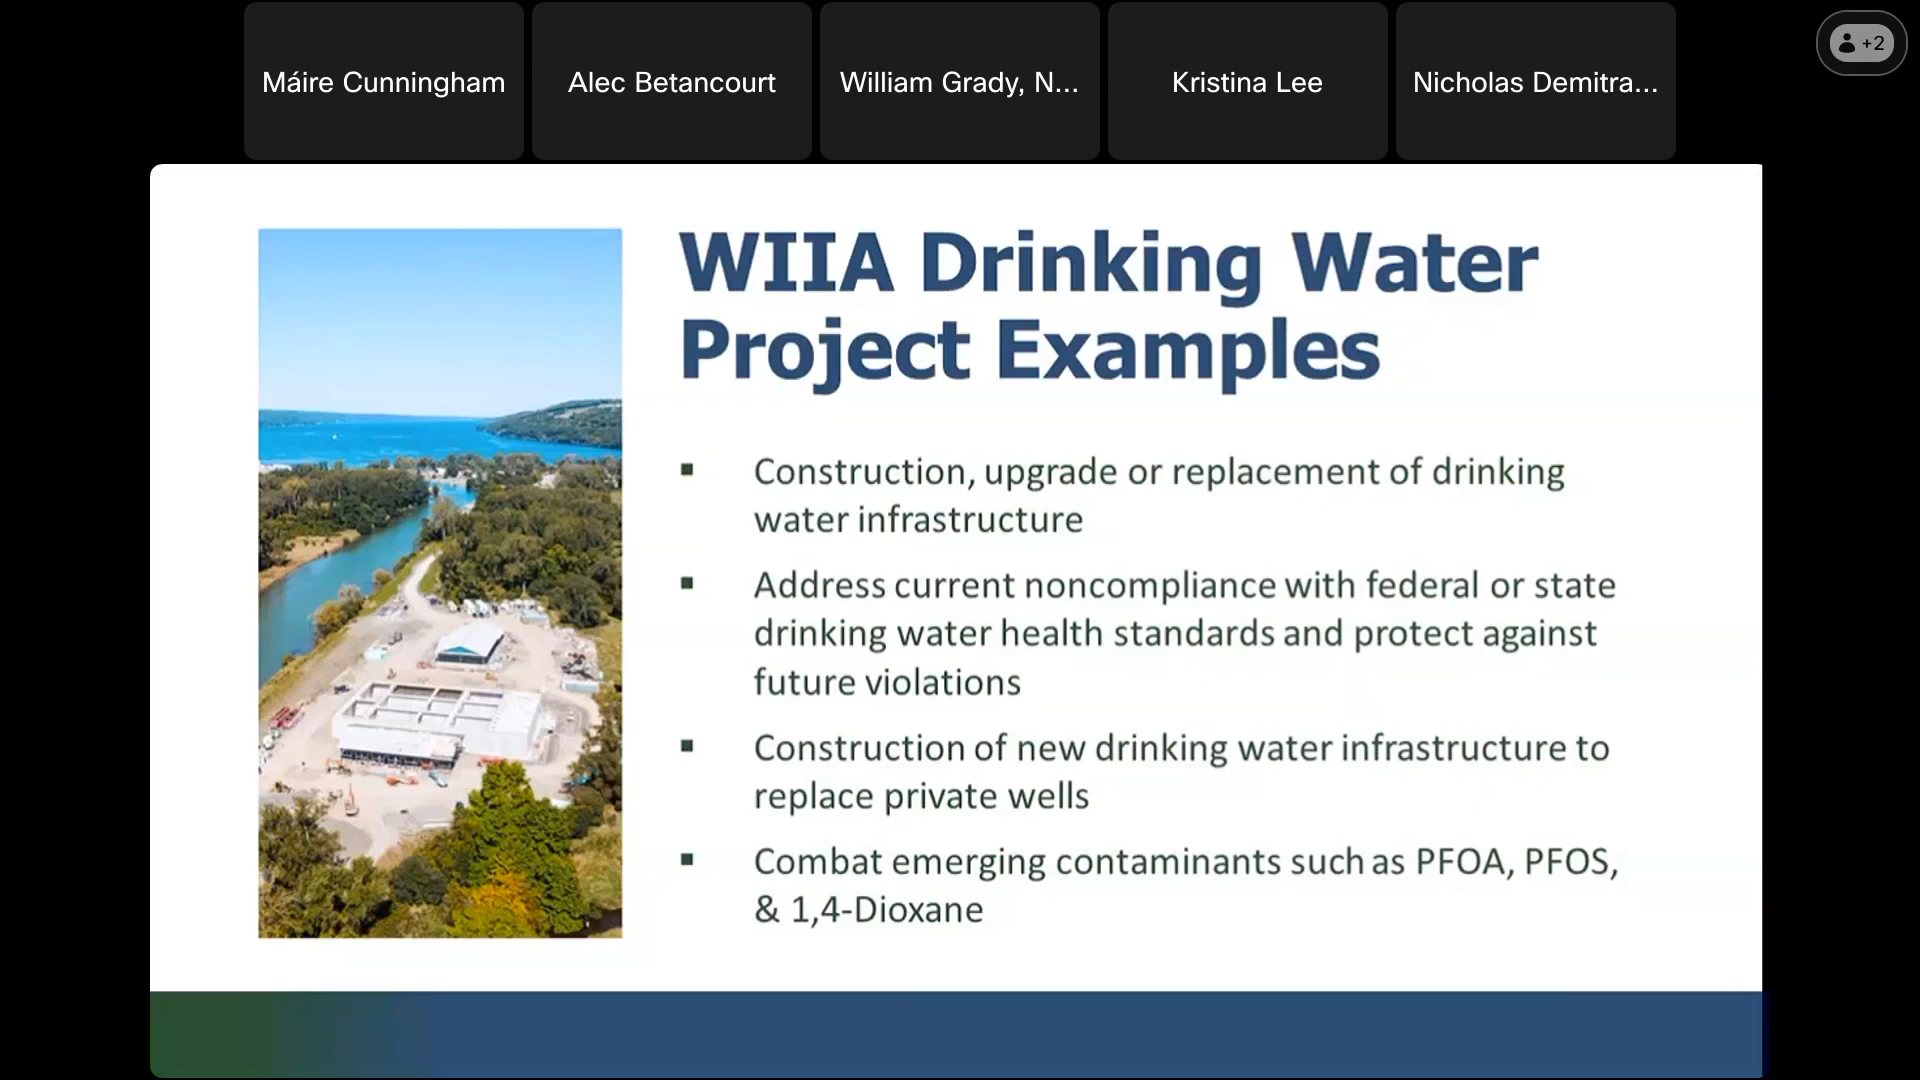 Máire Cunningham
Alec Betancourt
William Grady, N...
Kristina Lee
Nicholas Demitra...
+2
WIIA Drinking Water
Project Examples
▪ Construction, upgrade or replacement of drinking
water infrastructure
▪ Address current noncompliance with federal or state
drinking water health standards and protect against
future violations
▪ Construction of new drinking water infrastructure to
replace private wells
▪ Combat emerging contaminants such as PFOA, PFOS,
& 1,4-Dioxane